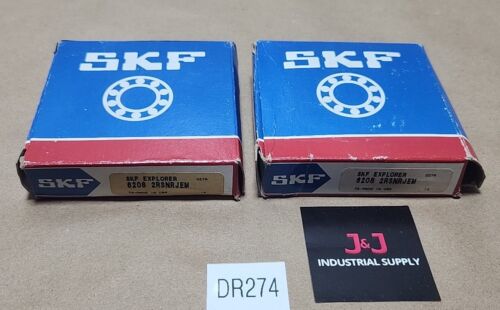 SKF
SKF
SKF
SKF EXPLORER
6208 2RSNRJEM
SKF
SKF EXPLORER
6208 2RSNRJEM
J&J
INDUSTRIAL SUPPLY
DR274